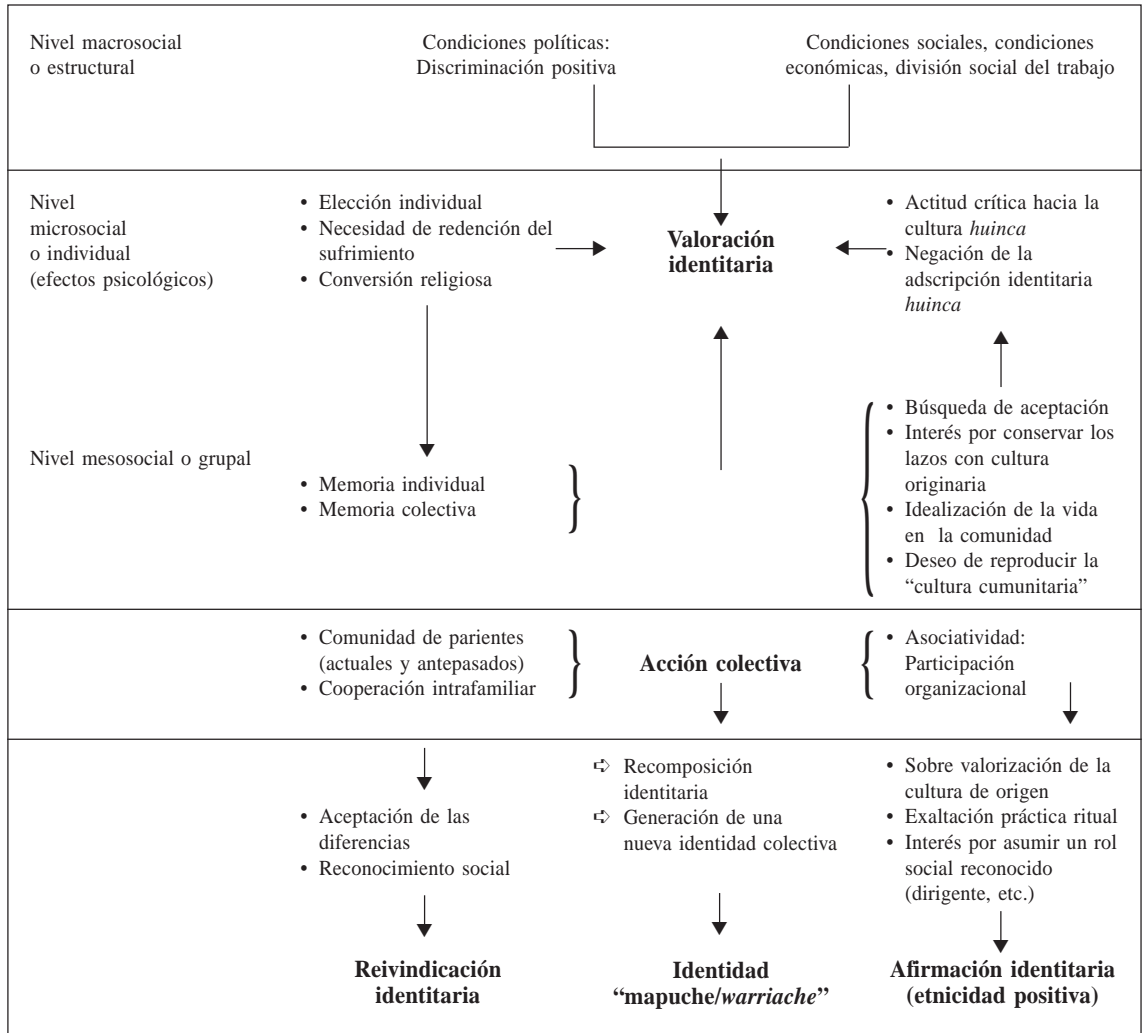 Nivel macrosocial
o estructural
Condiciones políticas:
Discriminación positiva
Condiciones sociales, condiciones
económicas, división social del trabajo
Nivel
microsocial
o individual
(efectos psicológicos)
• Elección individual
• Necesidad de redención del
sufrimiento
• Conversión religiosa
Valoración
identitaria
• Actitud crítica hacia la
cultura huinca
• Negación de la
adscripción identitaria
huinca
Nivel mesosocial o grupal
• Memoria individual
• Memoria colectiva
• Búsqueda de aceptación
• Interés por conservar los
lazos con cultura
originaria
• Idealización de la vida
en la comunidad
• Deseo de reproducir la
“cultura cumunitaria”
• Comunidad de parientes
(actuales y antepasados)
• Cooperación intrafamiliar
Acción colectiva
• Asociatividad:
Participación
organizacional
• Aceptación de las
diferencias
• Reconocimiento social
➪ Recomposición
identitaria
➪ Generación de una
nueva identidad colectiva
• Sobre valorización de la
cultura de origen
• Exaltación práctica ritual
• Interés por asumir un rol
social reconocido
(dirigente, etc.)
Reivindicación
identitaria
Identidad
“mapuche/warriache”
Afirmación identitaria
(etnicidad positiva)